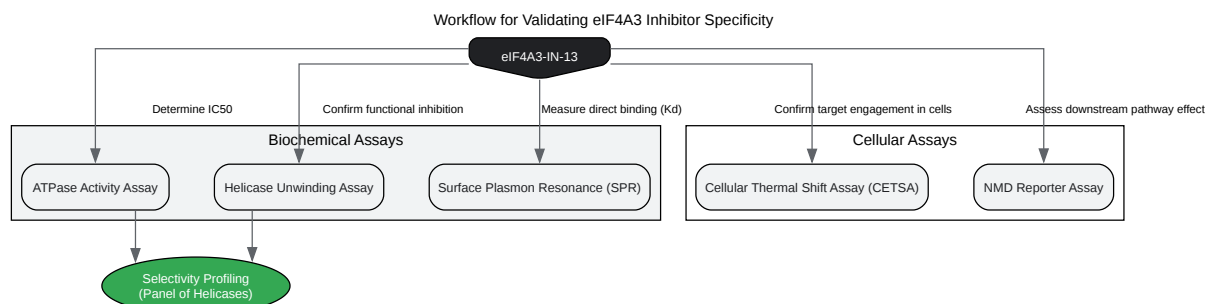 Workflow for Validating eIF4A3 Inhibitor Specificity
eIF4A3-IN-13
Determine IC50
Confirm functional inhibition
Measure direct binding (Kd)
Confirm target engagement in cells
Assess downstream pathway effect
Biochemical Assays
Cellular Assays
ATPase Activity Assay
Helicase Unwinding Assay
Surface Plasmon Resonance (SPR)
Cellular Thermal Shift Assay (CETSA)
NMD Reporter Assay
Selectivity Profiling
(Panel of Helicases)